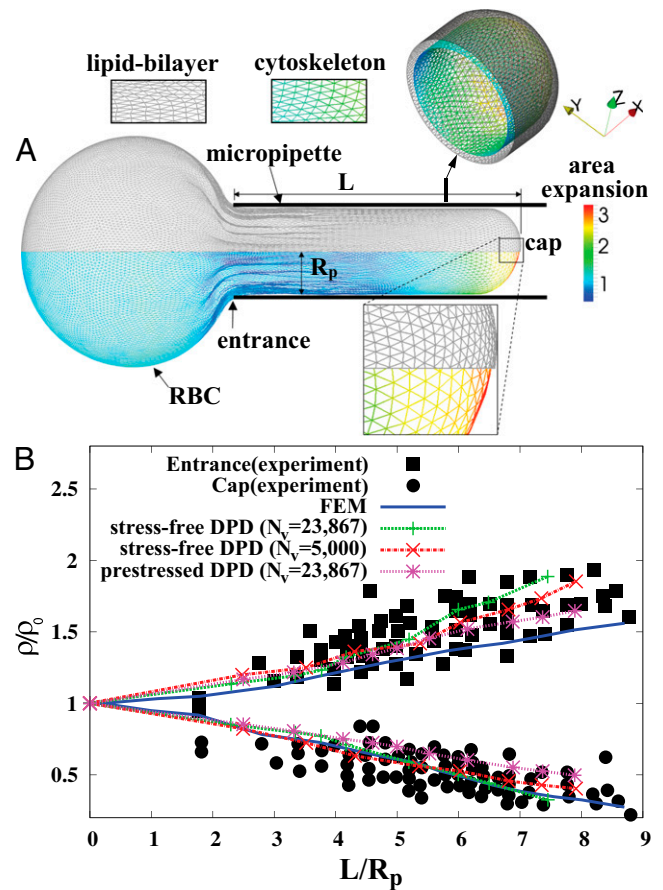 lipid-bilayer
cytoskeleton
Y Z X
A
micropipette
L
area expansion
3
2
1
cap
R_p
entrance
RBC
B
Entrance(experiment)
Cap(experiment)
FEM
stress-free DPD (N_v=23,867)
stress-free DPD (N_v=5,000)
prestressed DPD (N_v=23,867)
ρ/ρ_0
2.5
2
1.5
1
0.5
0 1 2 3 4 5 6 7 8 9
L/R_p